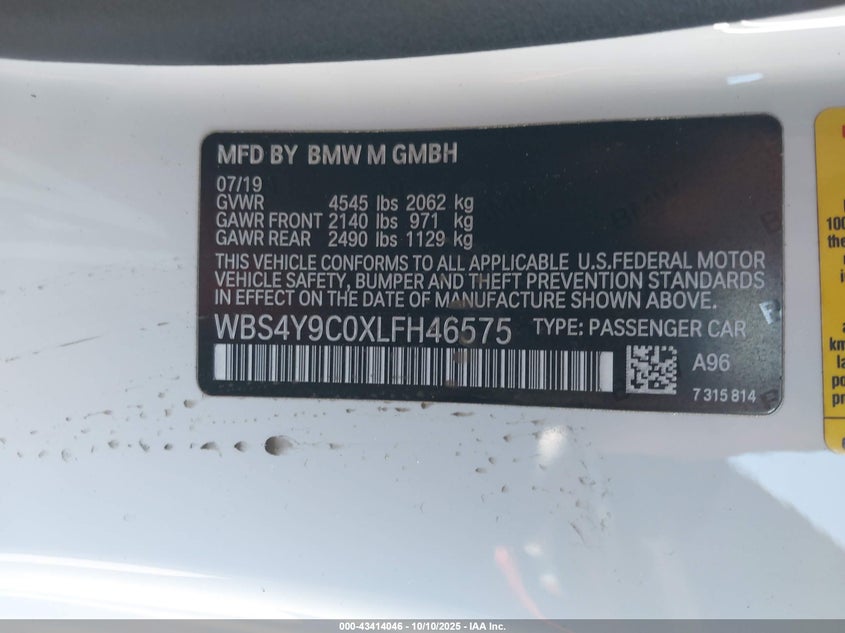 MFD BY BMW M GMBH
07/19
GVWR 4545 lbs 2062 kg
GAWR FRONT 2140 lbs 971 kg
GAWR REAR 2490 lbs 1129 kg
THIS VEHICLE CONFORMS TO ALL APPLICABLE U.S.FEDERAL MOTOR
VEHICLE SAFETY, BUMPER AND THEFT PREVENTION STANDARDS
IN EFFECT ON THE DATE OF MANUFACTURE SHOWN ABOVE.
WBS4Y9C0XLFH46575 TYPE: PASSENGER CAR
A96
7 315 814
100
the
km
000-43414046 - 10/10/2025 - IAA Inc.